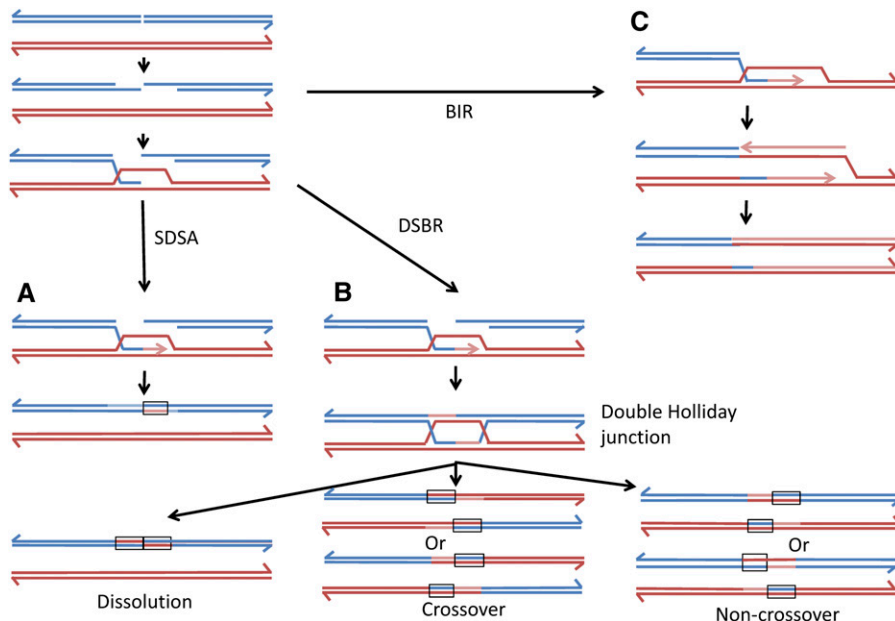 C
BIR
SDSA
DSBR
A
B
Double Holliday
junction
Or
Or
Dissolution
Crossover
Non-crossover